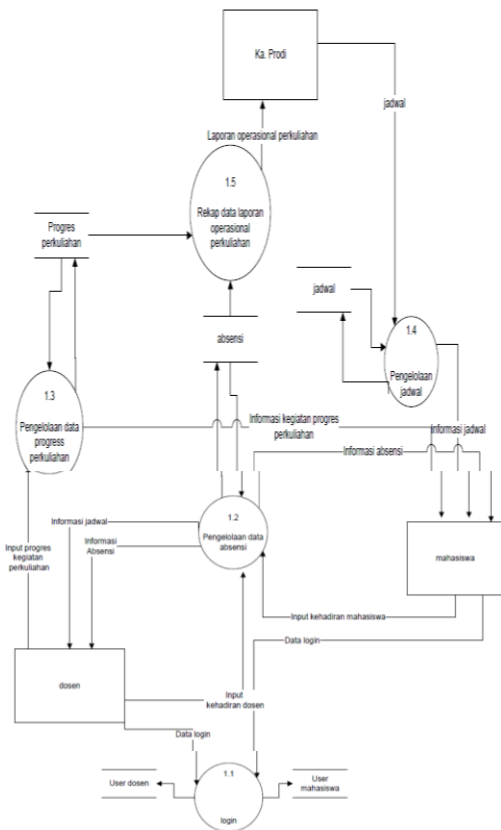 Ka. Prodi
jadwal
Laporan operasional perkuliahan
1.5
Rekap data laporan
operasional
perkuliahan
Progres
perkuliahan
jadwal
absensi
1.4
Pengelolaan
jadwal
1.3
Pengelolaan data
progress
perkuliahan
Informasi kegiatan progres
perkuliahan
Informasi jadwal
Informasi absensi
1.2
Pengelolaan data
absensi
Informasi jadwal
Informasi
Absensi
Input progres
kegiatan
perkuliahan
mahasiswa
Input kehadiran mahasiswa
Data login
dosen
Input
kehadiran dosen
Data login
1.1
login
User dosen
User
mahasiswa